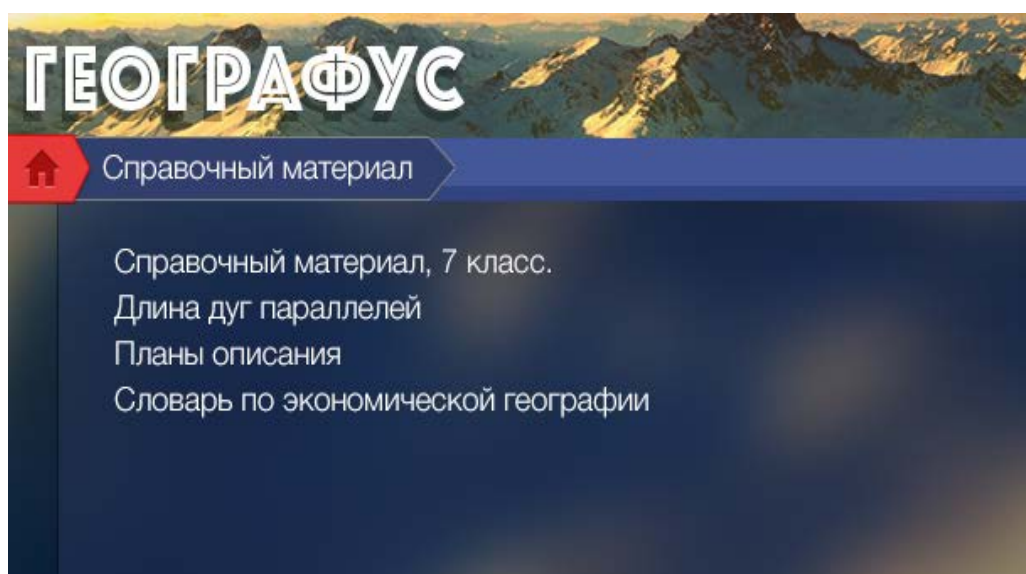 ГЕОГРАФУС
Справочный материал
Справочный материал, 7 класс.
Длина дуг параллелей
Планы описания
Словарь по экономической географии